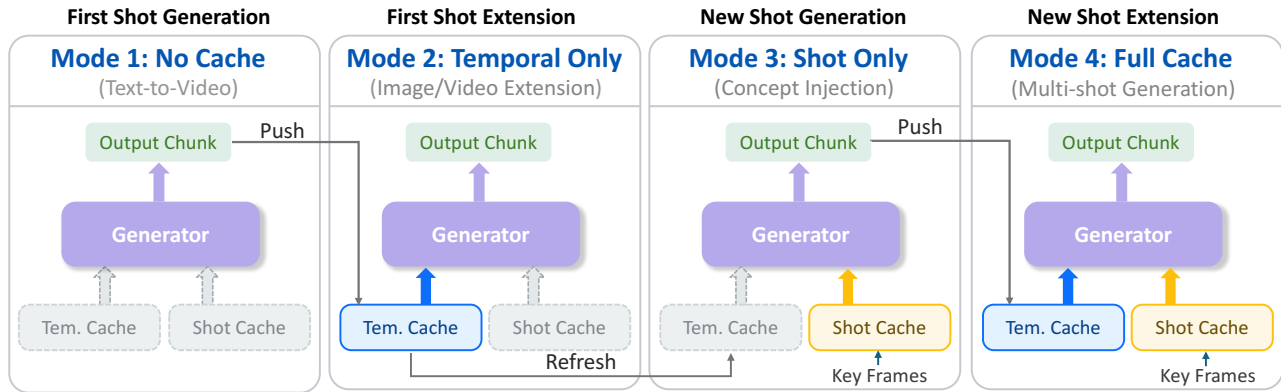 First Shot Generation
Mode 1: No Cache
(Text-to-Video)
Output Chunk
Push
Generator
Tem. Cache
Shot Cache
First Shot Extension
Mode 2: Temporal Only
(Image/Video Extension)
Output Chunk
Generator
Tem. Cache
Shot Cache
Refresh
New Shot Generation
Mode 3: Shot Only
(Concept Injection)
Output Chunk
Push
Generator
Tem. Cache
Shot Cache
Key Frames
New Shot Extension
Mode 4: Full Cache
(Multi-shot Generation)
Output Chunk
Generator
Tem. Cache
Shot Cache
Key Frames